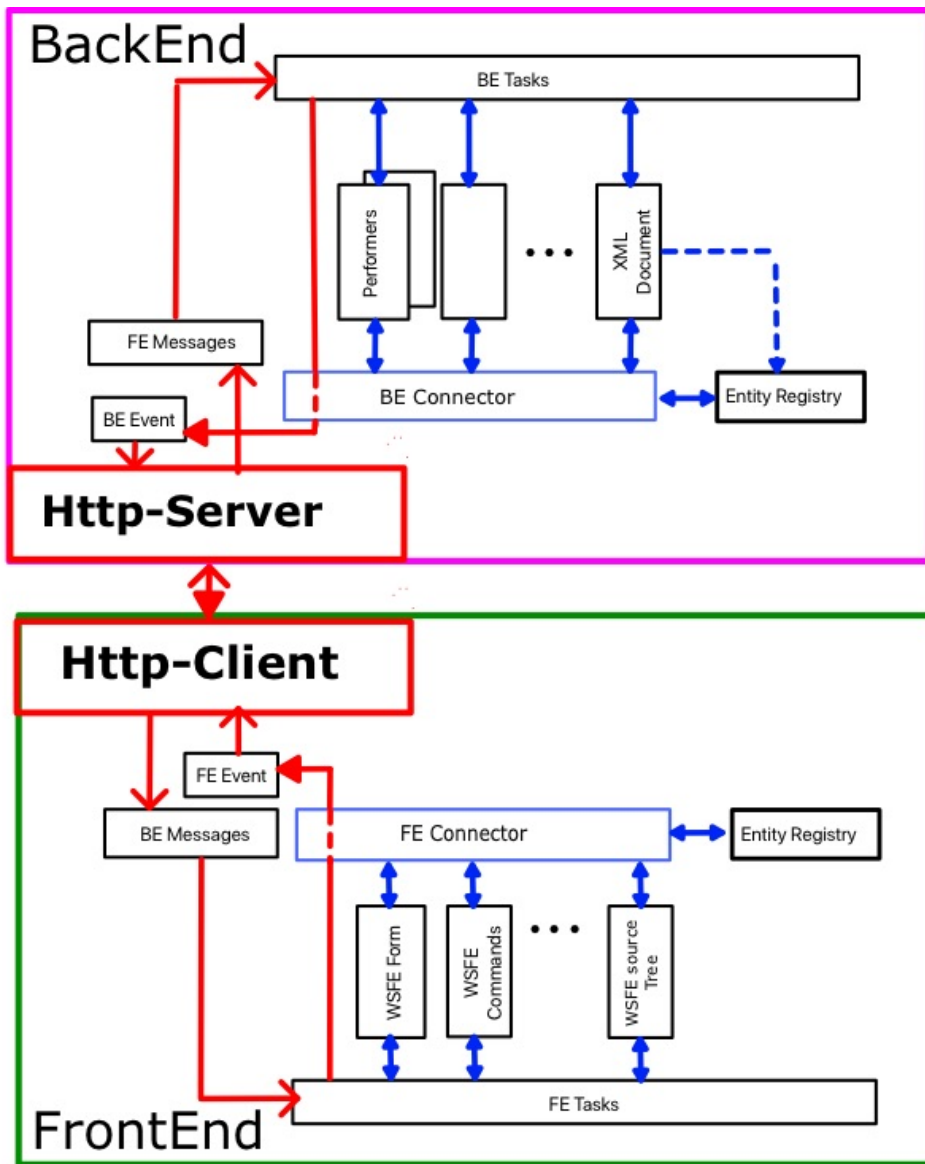 BackEnd
BE Tasks
Performers
XML
Document
FE Messages
BE Event
BE Connector
Entity Registry
Http-Server
Http-Client
FE Event
BE Messages
FE Connector
Entity Registry
WSFE Form
WSFE
Commands
WSFE source
Tree
FE Tasks
FrontEnd